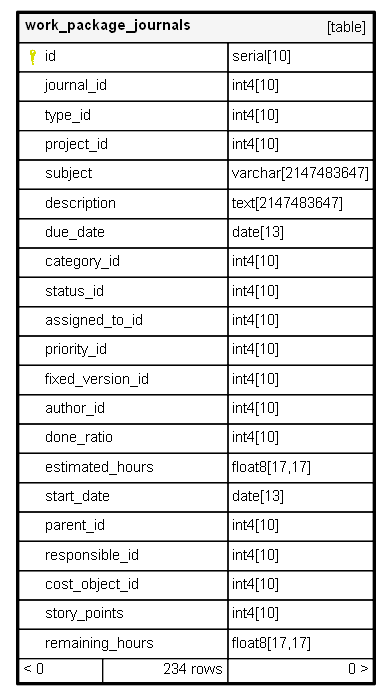 work_package_journals [table]
id serial[10]
journal_id int4[10]
type_id int4[10]
project_id int4[10]
subject varchar[2147483647]
description text[2147483647]
due_date date[13]
category_id int4[10]
status_id int4[10]
assigned_to_id int4[10]
priority_id int4[10]
fixed_version_id int4[10]
author_id int4[10]
done_ratio int4[10]
estimated_hours float8[17,17]
start_date date[13]
parent_id int4[10]
responsible_id int4[10]
cost_object_id int4[10]
story_points int4[10]
remaining_hours float8[17,17]
< 0 234 rows 0 >